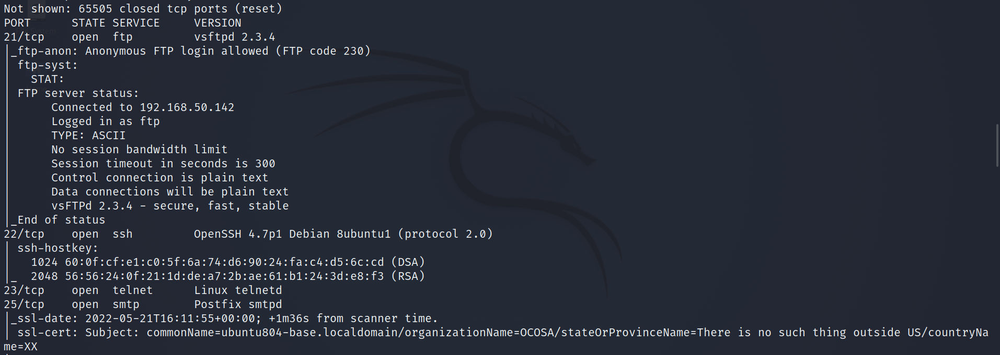 Not shown: 65505 closed tcp ports (reset)
PORT      STATE SERVICE     VERSION
21/tcp    open  ftp         vsftpd 2.3.4
|_ftp-anon: Anonymous FTP login allowed (FTP code 230)
| ftp-syst:
|   STAT:
| FTP server status:
|      Connected to 192.168.50.142
|      Logged in as ftp
|      TYPE: ASCII
|      No session bandwidth limit
|      Session timeout in seconds is 300
|      Control connection is plain text
|      Data connections will be plain text
|      vsFTPd 2.3.4 - secure, fast, stable
|_End of status
22/tcp    open  ssh         OpenSSH 4.7p1 Debian 8ubuntu1 (protocol 2.0)
| ssh-hostkey:
|   1024 60:0f:cf:e1:c0:5f:6a:74:d6:90:24:fa:c4:d5:6c:cd (DSA)
|_  2048 56:56:24:0f:21:1d:de:a7:2b:ae:61:b1:24:3d:e8:f3 (RSA)
23/tcp    open  telnet      Linux telnetd
25/tcp    open  smtp        Postfix smtpd
|_ssl-date: 2022-05-21T16:11:55+00:00; +1m36s from scanner time.
| ssl-cert: Subject: commonName=ubuntu804-base.localdomain/organizationName=OCOSA/stateOrProvinceName=There is no such thing outside US/countryNa
me=XX